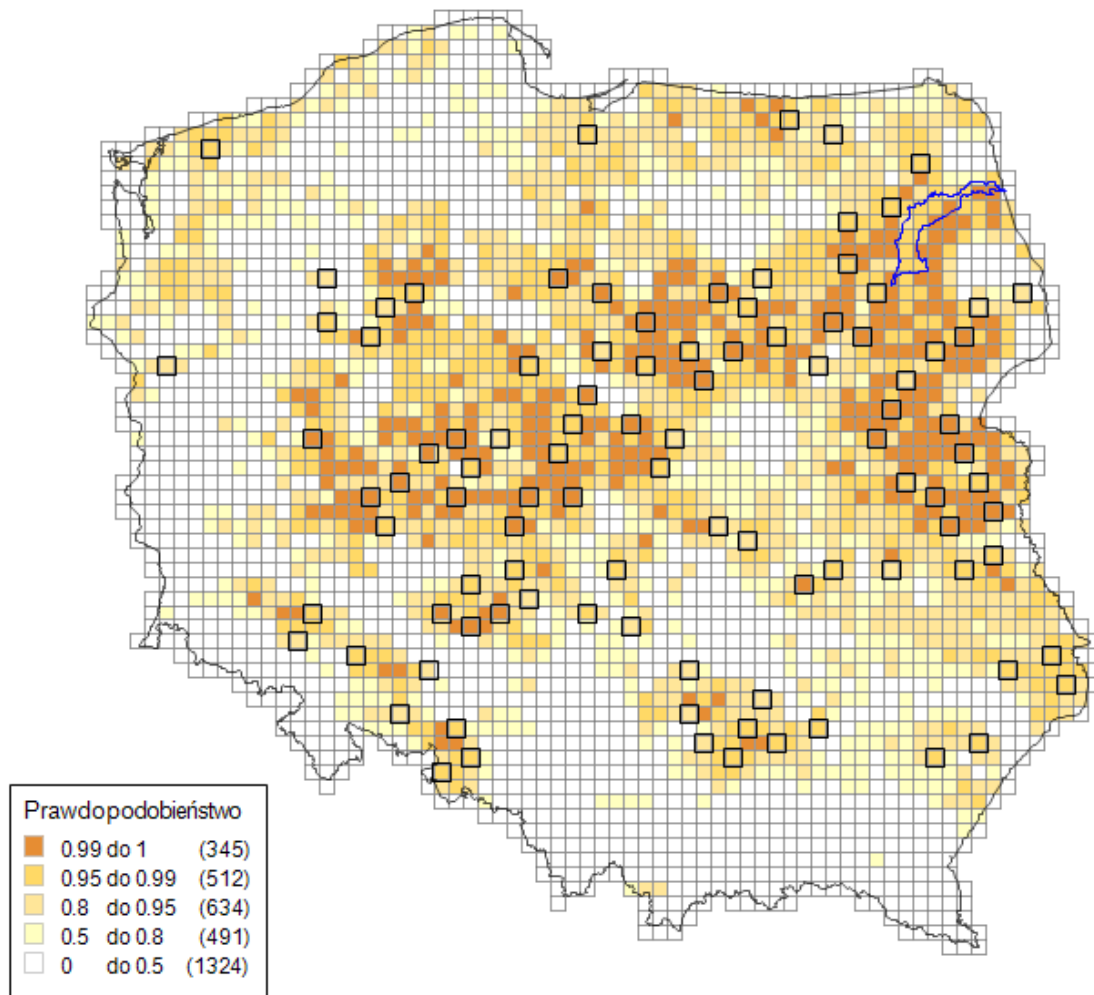 Prawdopodobieństwo
0.99 do 1 (345)
0.95 do 0.99 (512)
0.8 do 0.95 (634)
0.5 do 0.8 (491)
0 do 0.5 (1324)